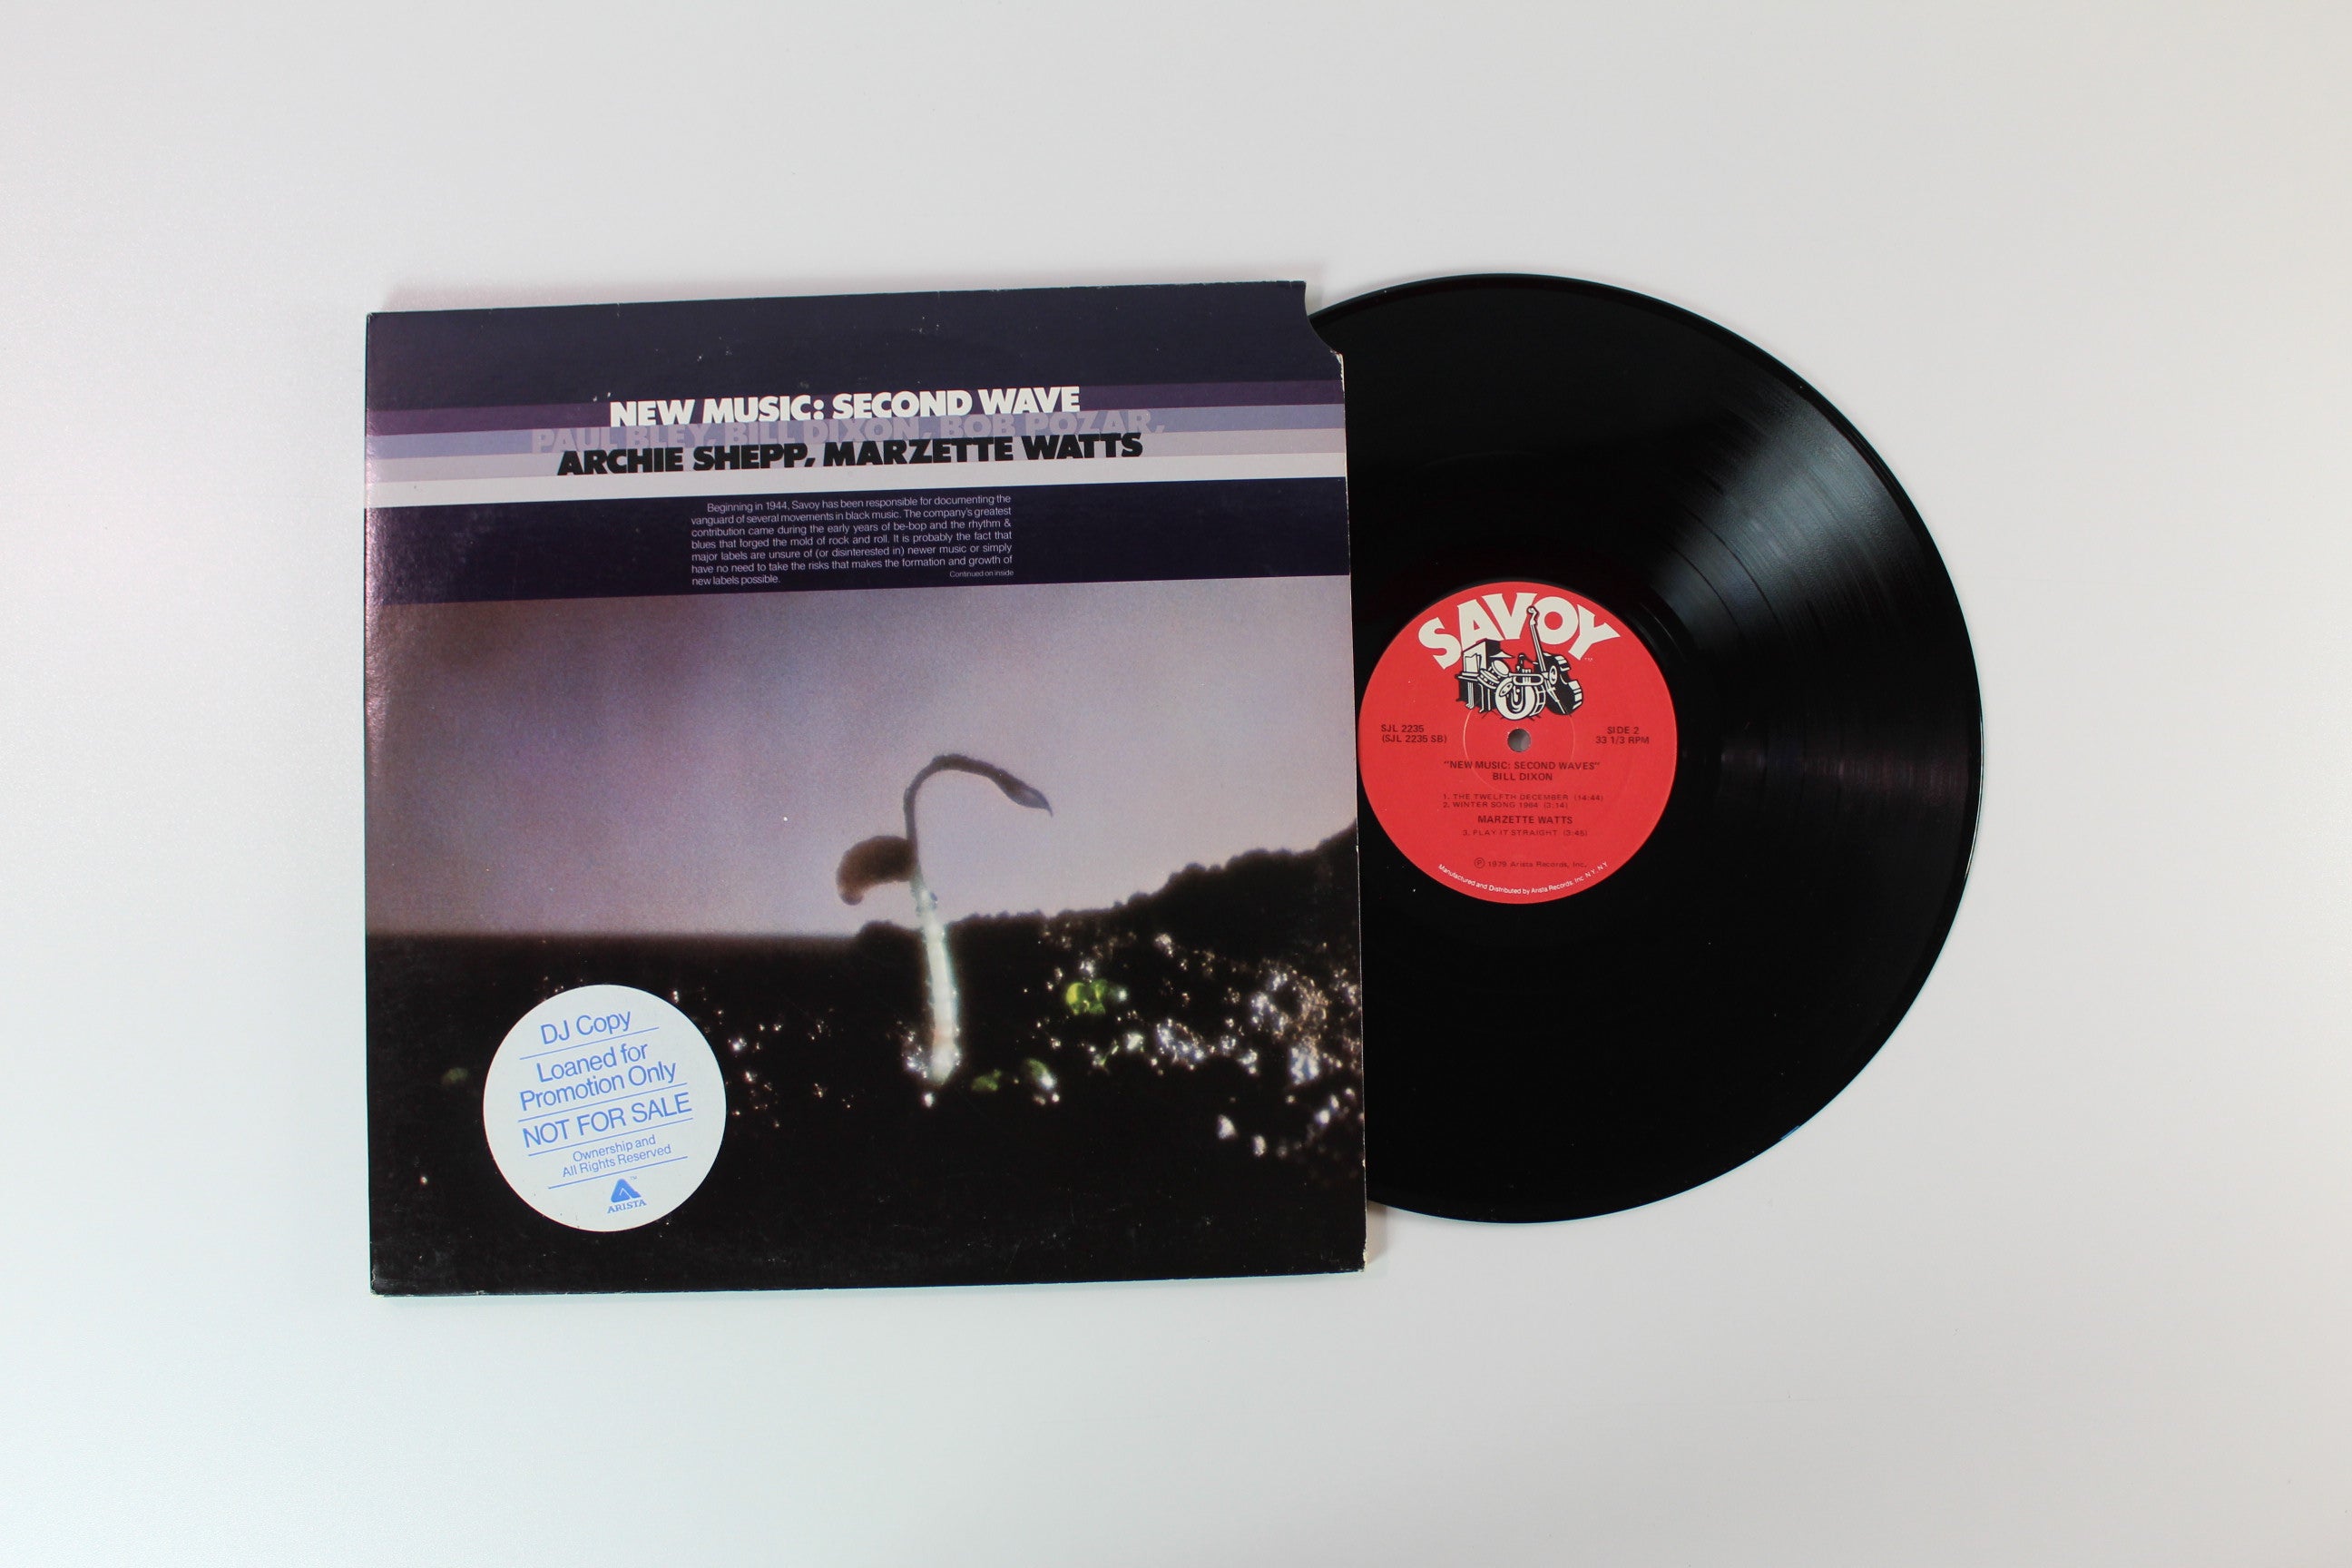 NEW MUSIC: SECOND WAVE
PAUL BLEY, BILL DIXON, BOB POZAR,
ARCHIE SHEPP, MARZETTE WATTS
Beginning in 1944, Savoy has been responsible for documenting the
vanguard of several movements in black music. The company's greatest
contribution came during the early years of be-bop and the rhythm &
blues that forged the mold of rock and roll. It is probably the fact that
major labels are unsure of (or disinterested in) newer music or simply
have no need to take the risks that makes the formation and growth of
new labels possible.
Continued on inside
DJ Copy
Loaned for
Promotion Only
NOT FOR SALE
Ownership and
All Rights Reserved
ARISTA
SAVOY
SJL 2235
(SJL 2235 SB)
SIDE 2
33 1/3 RPM
"NEW MUSIC: SECOND WAVES"
BILL DIXON
1. THE TWELFTH DECEMBER (14:44)
2. WINTER SONG 1964 (3:14)
MARZETTE WATTS
3. PLAY IT STRAIGHT (3:46)
Ⓟ 1979 Arista Records, Inc.
Manufactured and Distributed by Arista Records, Inc. N.Y. N.Y.